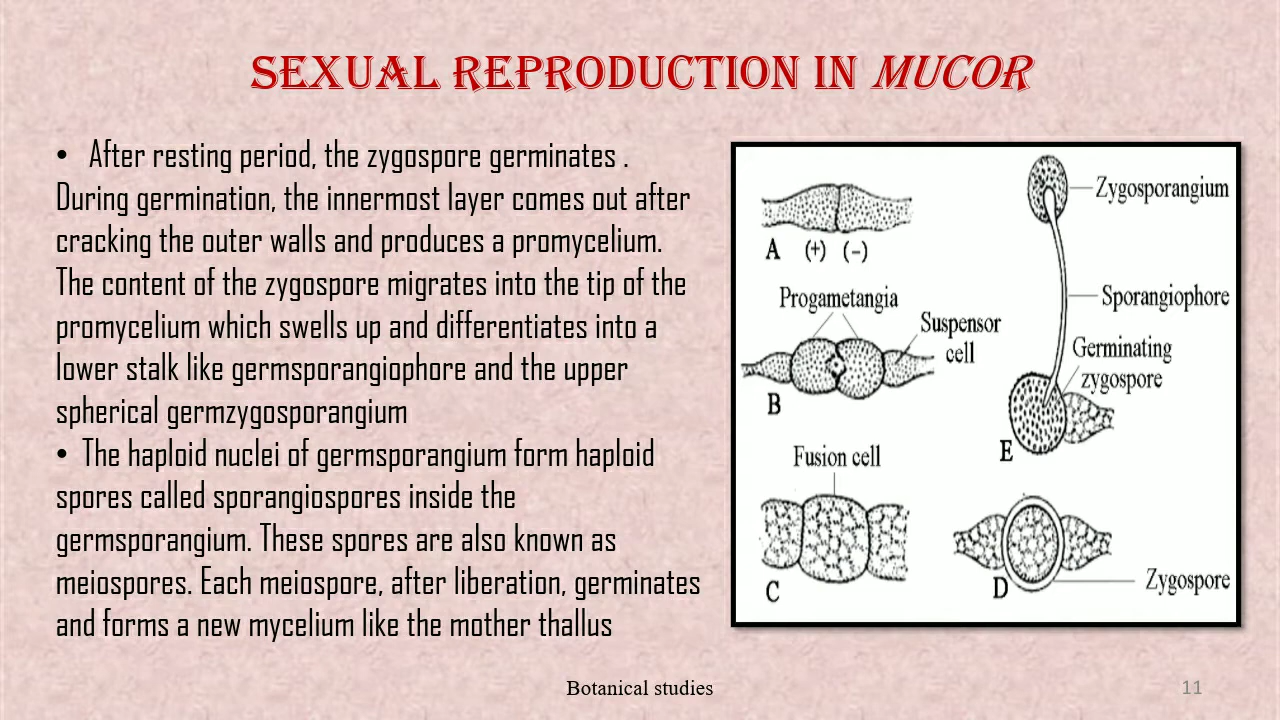 SEXUAL REPRODUCTION IN MUCOR
• After resting period, the zygospore germinates .
During germination, the innermost layer comes out after
cracking the outer walls and produces a promycelium.
The content of the zygospore migrates into the tip of the
promycelium which swells up and differentiates into a
lower stalk like germsporangiophore and the upper
spherical germzygosporangium
• The haploid nuclei of germsporangium form haploid
spores called sporangiospores inside the
germsporangium. These spores are also known as
meiospores. Each meiospore, after liberation, germinates
and forms a new mycelium like the mother thallus
A (+) (−)
Progametangia
Suspensor
cell
B
Fusion cell
C
Zygosporangium
Sporangiophore
Germinating
zygospore
E
D
Zygospore
Botanical studies
11